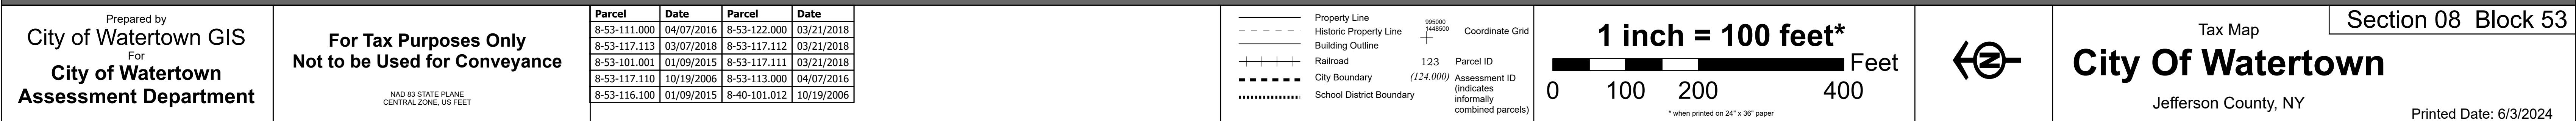 Prepared by
City of Watertown GIS
For
City of Watertown
Assessment Department
For Tax Purposes Only
Not to be Used for Conveyance
NAD 83 STATE PLANE
CENTRAL ZONE, US FEET
Parcel Date Parcel Date
8-53-111.000 04/07/2016 8-53-122.000 03/21/2018
8-53-117.113 03/07/2018 8-53-117.112 03/21/2018
8-53-101.001 01/09/2015 8-53-117.111 03/21/2018
8-53-117.110 10/19/2006 8-53-113.000 04/07/2016
8-53-116.100 01/09/2015 8-40-101.012 10/19/2006
Property Line
Historic Property Line
Building Outline
Railroad
City Boundary
School District Boundary
995000
1448500
Coordinate Grid
123 Parcel ID
(124.000) Assessment ID
(indicates
informally
combined parcels)
1 inch = 100 feet*
Feet
0 100 200 400
* when printed on 24" x 36" paper
N
Section 08 Block 53
Tax Map
City Of Watertown
Jefferson County, NY
Printed Date: 6/3/2024